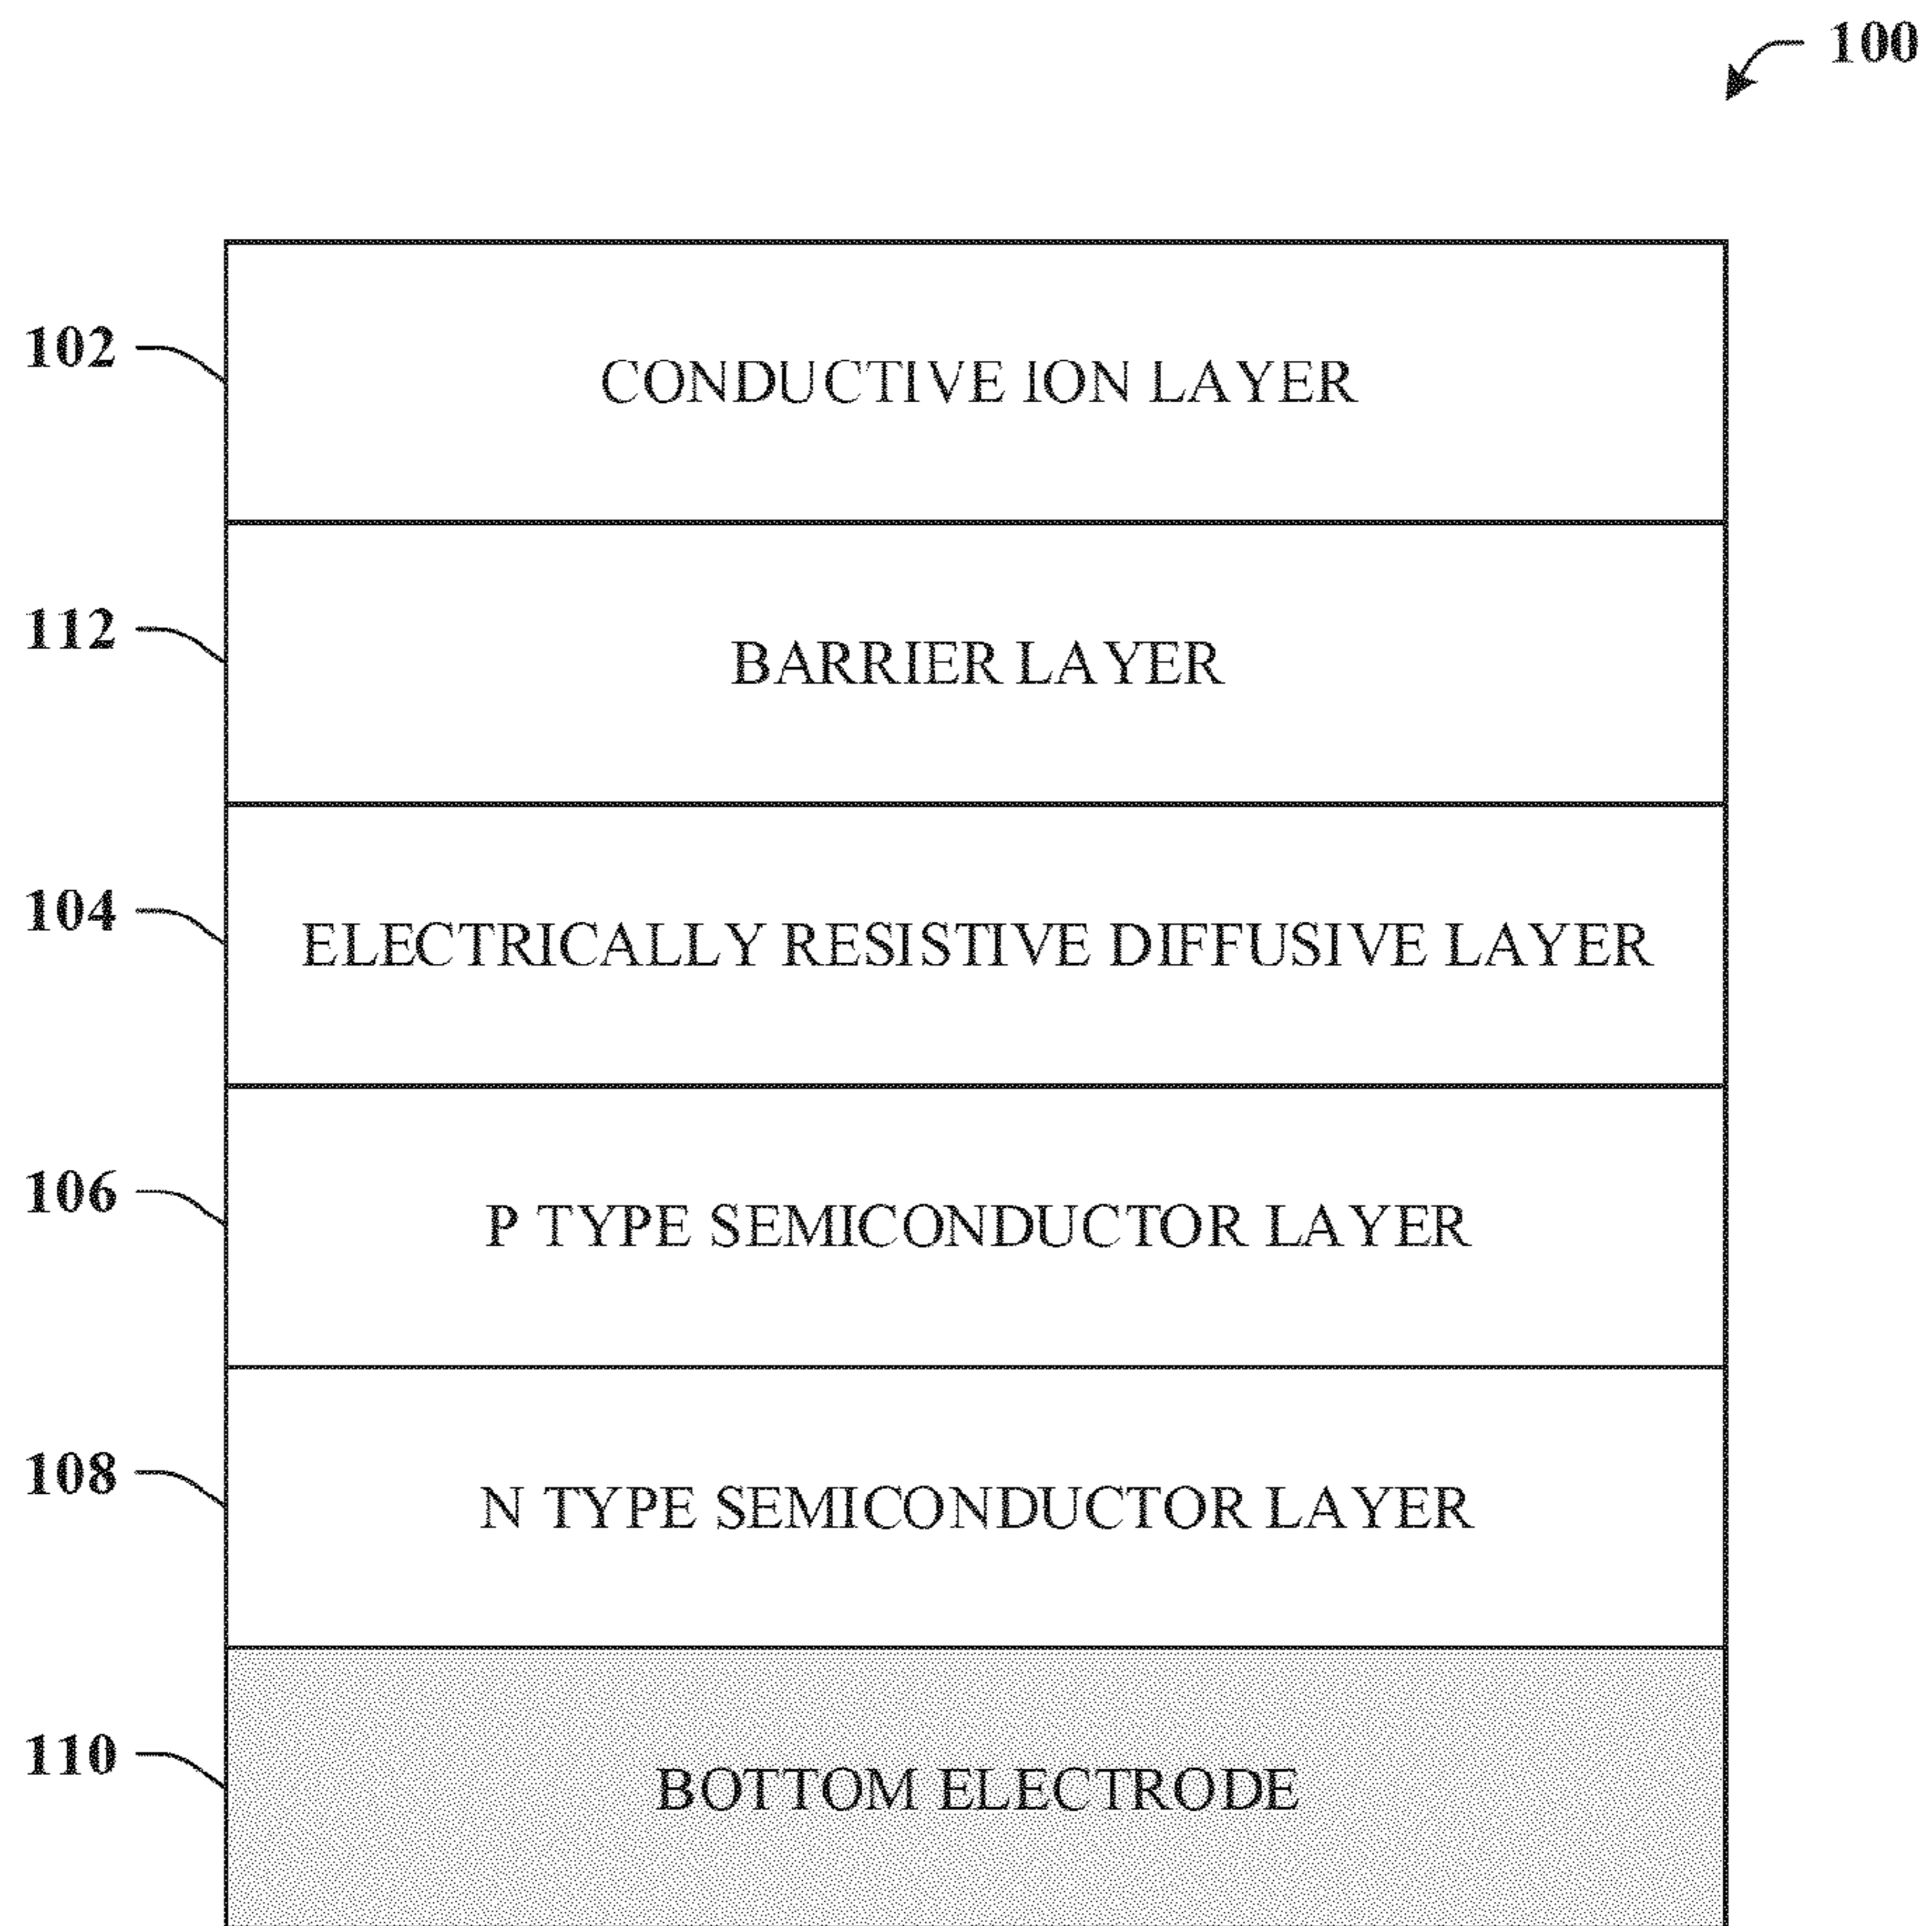 100
102 CONDUCTIVE ION LAYER
112 BARRIER LAYER
104 ELECTRICALLY RESISTIVE DIFFUSIVE LAYER
106 P TYPE SEMICONDUCTOR LAYER
108 N TYPE SEMICONDUCTOR LAYER
110 BOTTOM ELECTRODE